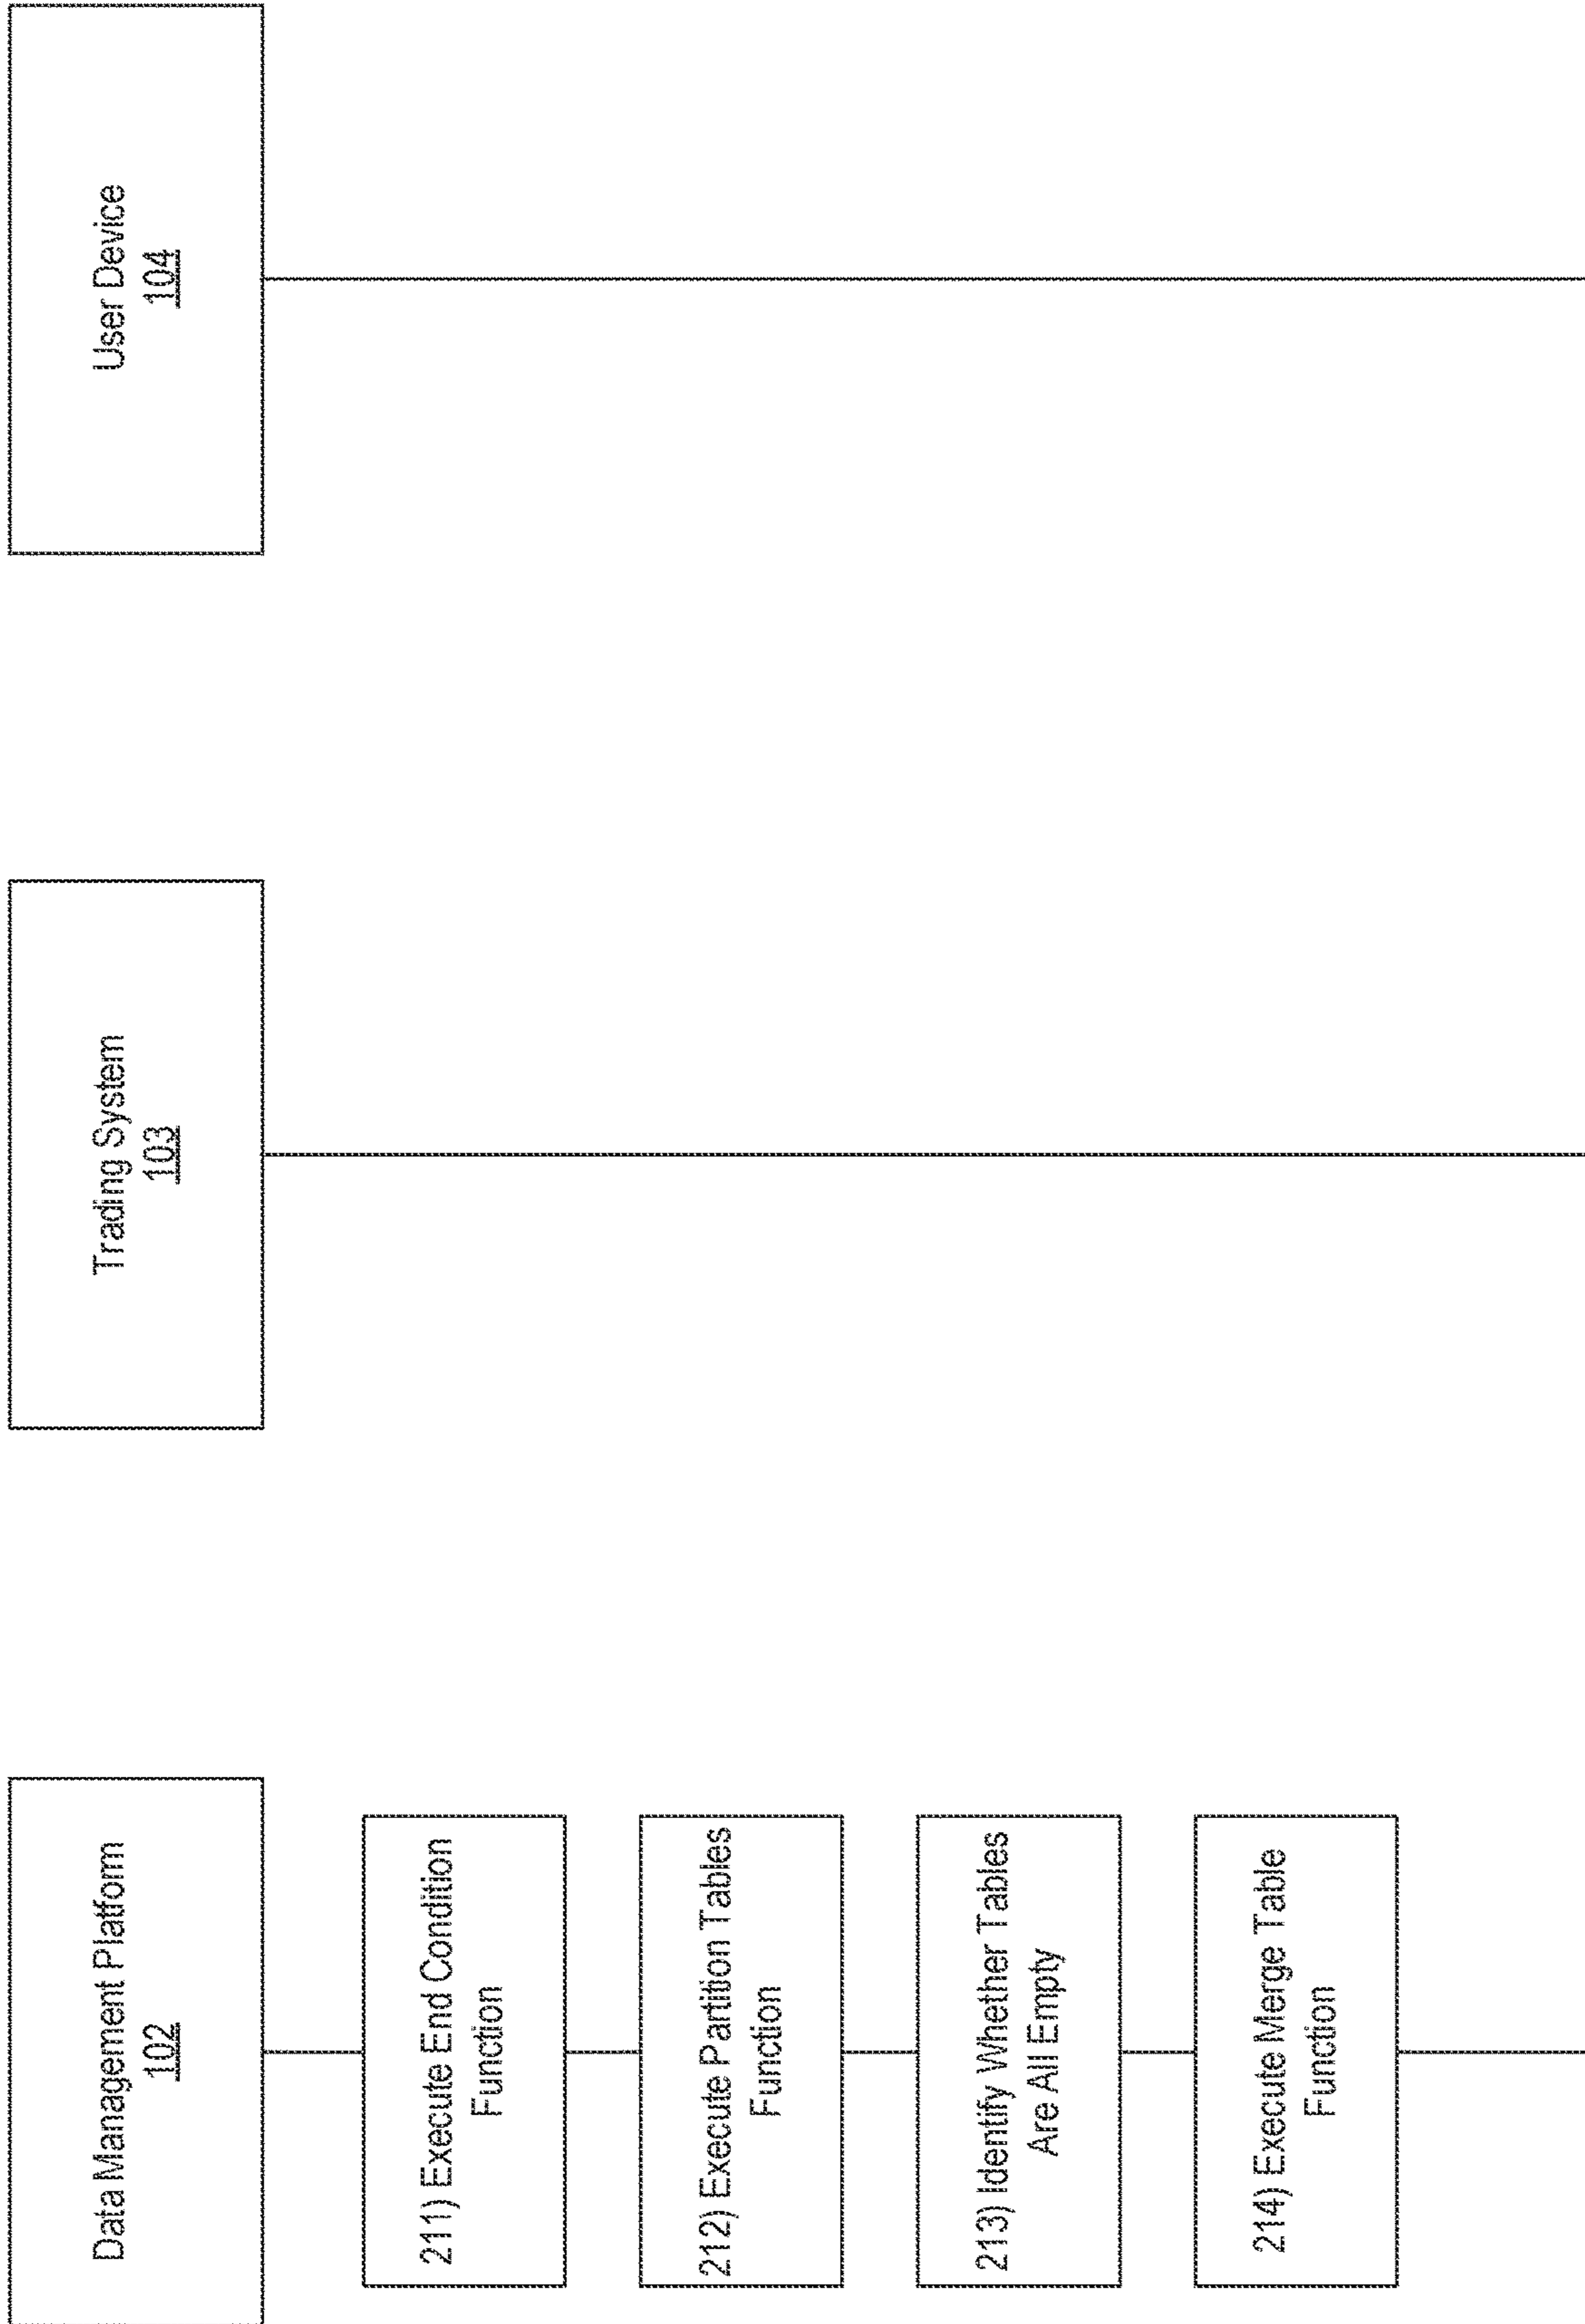 Data Management Platform
102
Trading System
103
User Device
104
211) Execute End Condition
Function
212) Execute Partition Tables
Function
213) Identify Whether Tables
Are All Empty
214) Execute Merge Table
Function